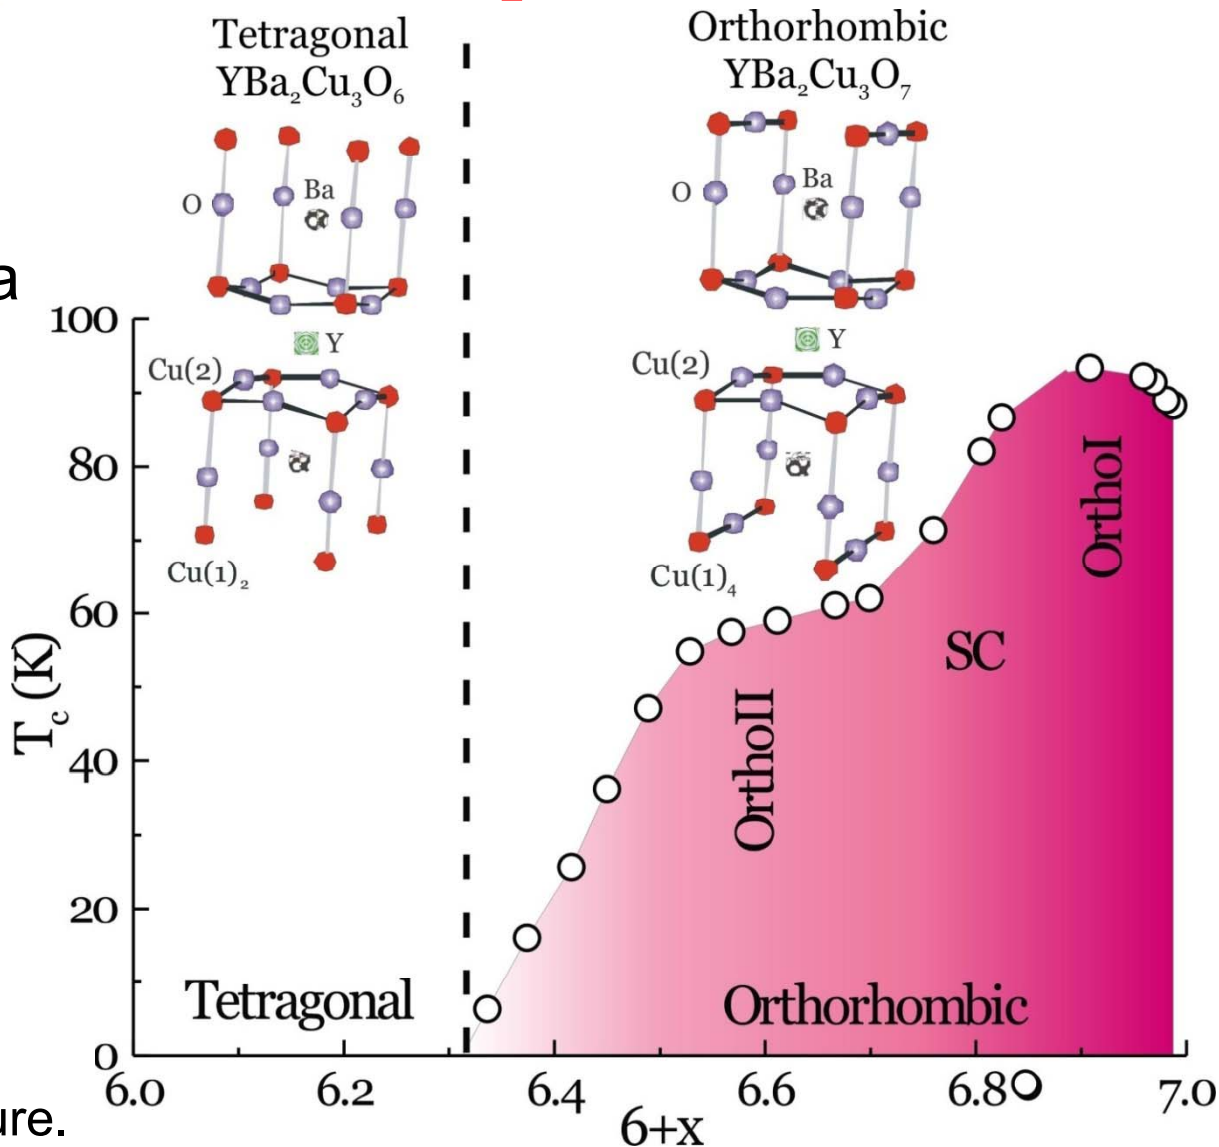 Tetragonal
YBa₂Cu₃O₆
Orthorhombic
YBa₂Cu₃O₇
O
Ba
O
Ba
a
100
Y
Y
Cu(2)
Cu(2)
80
Cu(1)₂
Cu(1)₄
OrthoI
60
SC
T_c (K)
OrthoII
40
20
Tetragonal
Orthorhombic
0
6.0
6.2
6.4
6.6
6.8
7.0
6+x
ure.